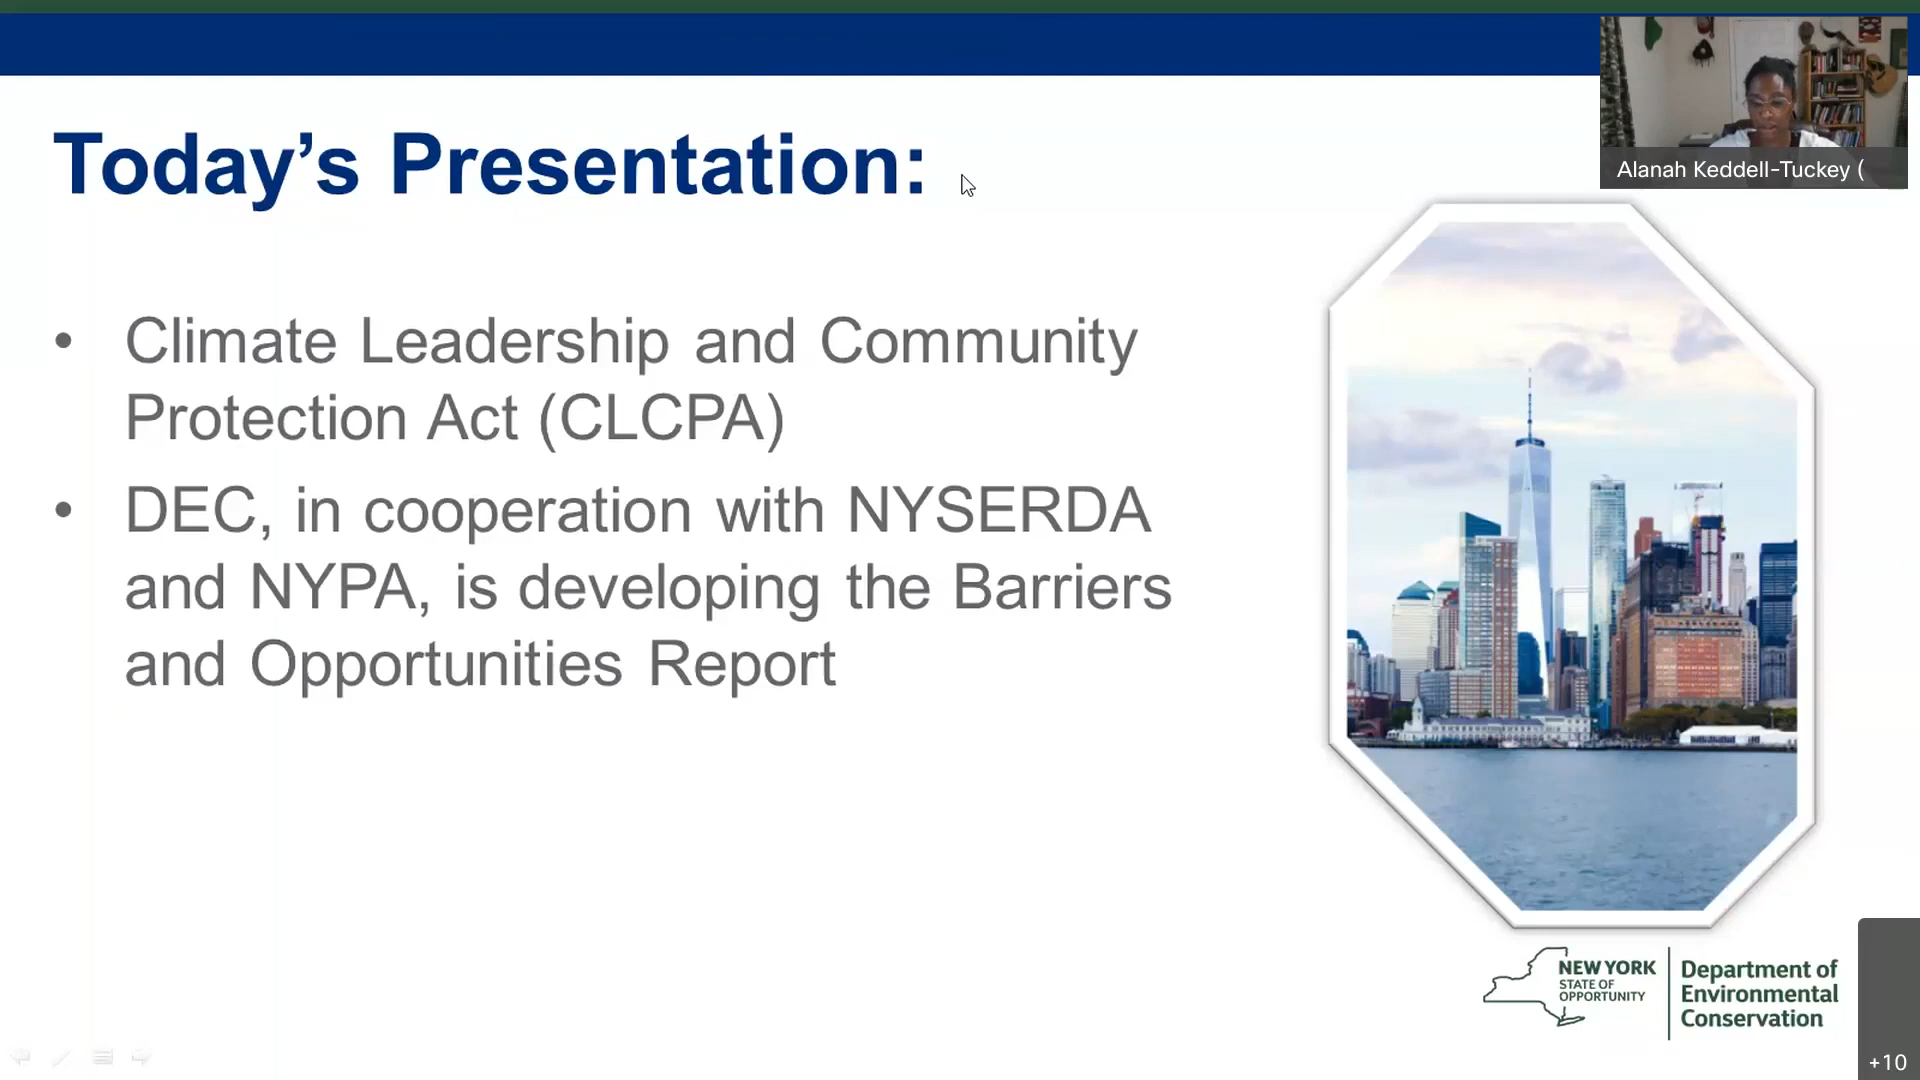 Today’s Presentation:
Alanah Keddell-Tuckey (
• Climate Leadership and Community
Protection Act (CLCPA)
• DEC, in cooperation with NYSERDA
and NYPA, is developing the Barriers
and Opportunities Report
NEW YORK
STATE OF
OPPORTUNITY
Department of
Environmental
Conservation
+10